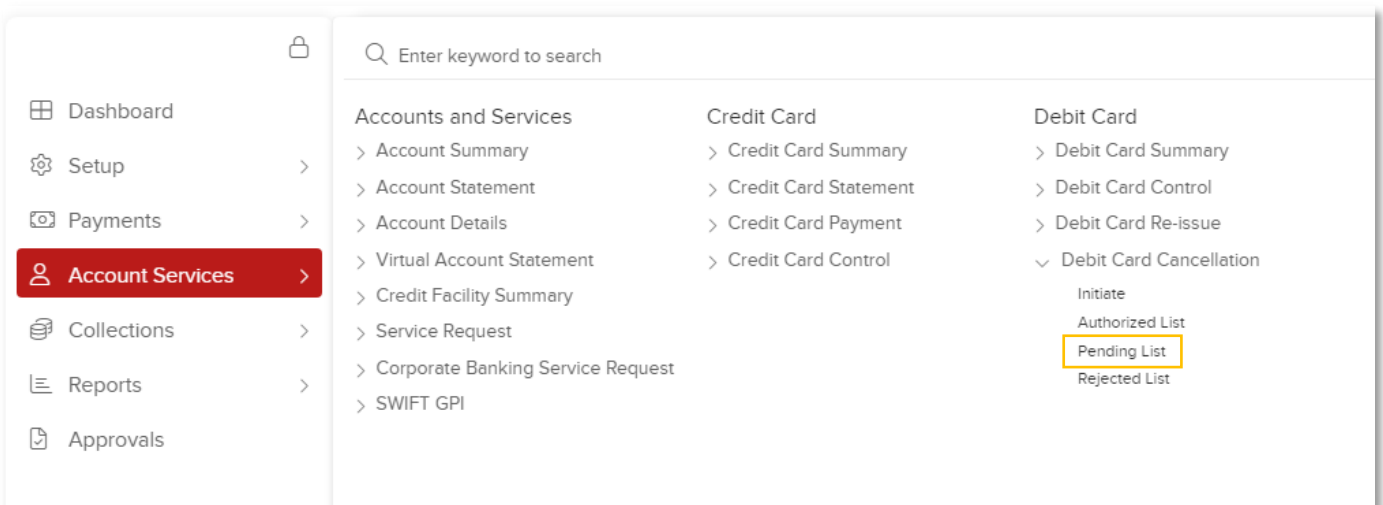 Enter keyword to search
Dashboard
Setup
Payments
Account Services
Collections
Reports
Approvals
Accounts and Services
Account Summary
Account Statement
Account Details
Virtual Account Statement
Credit Facility Summary
Service Request
Corporate Banking Service Request
SWIFT GPI
Credit Card
Credit Card Summary
Credit Card Statement
Credit Card Payment
Credit Card Control
Debit Card
Debit Card Summary
Debit Card Control
Debit Card Re-issue
Debit Card Cancellation
Initiate
Authorized List
Pending List
Rejected List